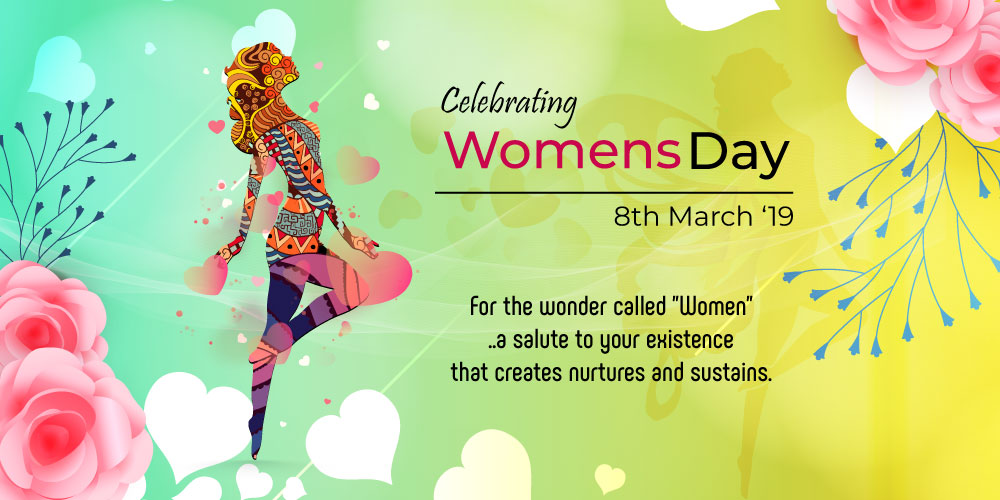 Celebrating
Womens Day
8th March ‘19
For the wonder called "Women"
..a salute to your existence
that creates nurtures and sustains.